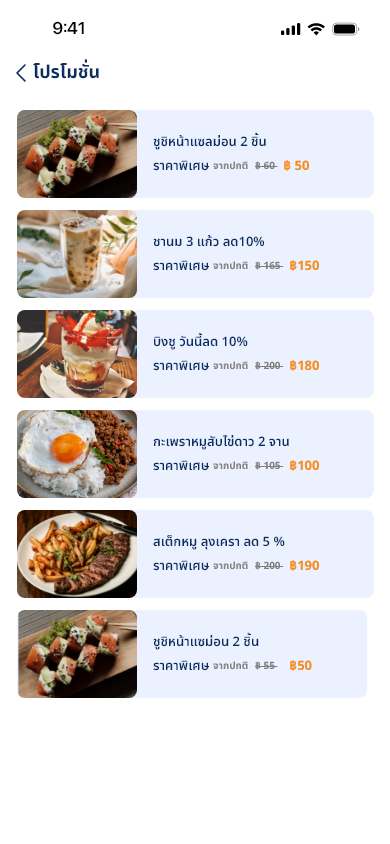 9:41
โปรโมชั่น
ซูชิหน้าแซลม่อน 2 ชิ้น
ราคาพิเศษ จากปกติ ฿ 60 ฿ 50
ชานม 3 แก้ว ลด10%
ราคาพิเศษ จากปกติ ฿ 165 ฿150
บิงซู วันนี้ลด 10%
ราคาพิเศษ จากปกติ ฿ 200 ฿180
กะเพราหมูสับไข่ดาว 2 จาน
ราคาพิเศษ จากปกติ ฿ 105 ฿100
สเต็กหมู ลุงเครา ลด 5 %
ราคาพิเศษ จากปกติ ฿ 200 ฿190
ซูชิหน้าแซม่อน 2 ชิ้น
ราคาพิเศษ จากปกติ ฿ 55 ฿50